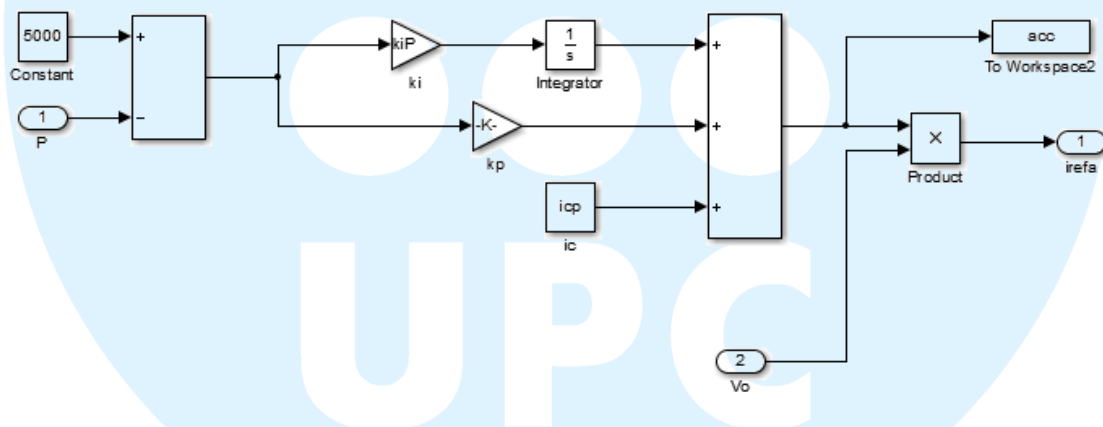 5000
Constant
+
1
P
−
kiP
ki
1
s
Integrator
-K-
kp
icp
ic
+
+
+
acc
To Workspace2
×
Product
1
irefa
2
Vo
UPC